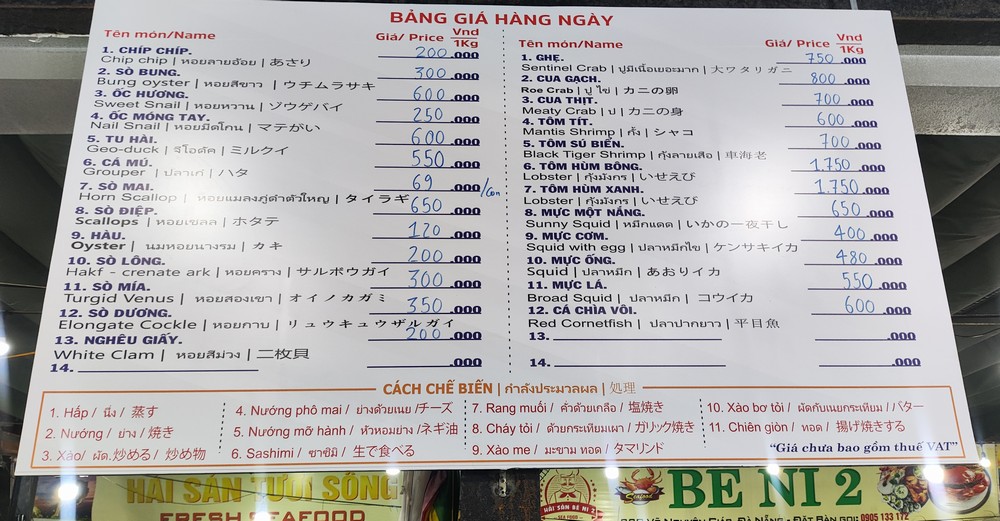 BẢNG GIÁ HÀNG NGÀY
Tên món/Name Giá/ Price Vnd/1Kg
1. CHÍP CHÍP. 200.000
Chip chip | หอยลายอ้อย | あさり
2. SÒ BUNG. 300.000
Bung oyster | หอยสีขาว | ウチムラサキ
3. ỐC HƯƠNG. 600.000
Sweet Snail | หอยหวาน | ゾウゲバイ
4. ỐC MÓNG TAY. 250.000
Nail Snail | หอยมีดโกน | マテがい
5. TU HÀI. 600.000
Geo-duck | จีโอดัค | ミルクイ
6. CÁ MÚ. 550.000
Grouper | ปลาเก๋ | ハタ
7. SÒ MAI. 69.000/con
Horn Scallop | หอยแมลงภู่ดำตัวใหญ่ | タイラギ
8. SÒ ĐIỆP. 650.000
Scallops | หอยเชลล | ホタテ
9. HÀU. 120.000
Oyster | นมหอยนางรม | カキ
10. SÒ LÔNG. 200.000
Hakf - crenate ark | หอยคราง | サルボウガイ
11. SÒ MÍA. 300.000
Turgid Venus | หอยสองเขา | オイノカガミ
12. SÒ DƯƠNG. 350.000
Elongate Cockle | หอยกาบ | リュウキュウザルガイ
13. NGHÊU GIẤY. 200.000
White Clam | หอยสีม่วง | 二枚貝
14. .000
Tên món/Name Giá/ Price Vnd/1Kg
1. GHẸ. 750.000
Sentinel Crab | ปูมีเนื้อเยอะมาก | 大ワタリガニ
2. CUA GẠCH. 800.000
Roe Crab | ปู ไข่ | カニの卵
3. CUA THỊT. 700.000
Meaty Crab | ปู | カニの身
4. TÔM TÍT. 600.000
Mantis Shrimp | กั้ง | シャコ
5. TÔM SÚ BIỂN. 700.000
Black Tiger Shrimp | กุ้งลายเสือ | 車海老
6. TÔM HÙM BÔNG. 1.750.000
Lobster | กุ้งมังกร | いせえび
7. TÔM HÙM XANH. 1.750.000
Lobster | กุ้งมังกร | いせえび
8. MỰC MỘT NẮNG. 650.000
Sunny Squid | หมึกแดด | いかの一夜干し
9. MỰC CƠM. 400.000
Squid with egg | ปลาหมึกไข | ケンサキイカ
10. MỰC ỐNG. 480.000
Squid | ปลาหมึก | あおりイカ
11. MỰC LÁ. 550.000
Broad Squid | ปลาหมึก | コウイカ
12. CÁ CHÌA VÔI. 600.000
Red Cornetfish | ปลาปากยาว | 平目魚
13. .000
14. .000
CÁCH CHẾ BIẾN | กำลังประมวลผล | 処理
1. Hấp / นึ่ง / 蒸す
2. Nướng / ย่าง / 焼き
3. Xào/ ผัด. 炒める / 炒め物
4. Nướng phô mai / ย่างด้วยเนย /チーズ
5. Nướng mỡ hành / หัวหอมย่าง /ネギ油
6. Sashimi / ซาซิมิ / 生で食べる
7. Rang muối / คั่วด้วยเกลือ / 塩焼き
8. Cháy tỏi / ด้วยกระเทียมเผา / ガリック焼き
9. Xào me / มะขาม ทอด / タマリンド
10. Xào bơ tỏi / ผัดกับเนยกระเทียม / バター
11. Chiên giòn / ทอด / 揚げ焼きする
"Giá chưa bao gồm thuế VAT"
HẢI SẢN TƯƠI SỐNG
FRESH SEAFOOD
HẢI SẢN BÉ NI 2
BE NI 2
Võ Nguyên Giáp, ĐÀ NẴNG - ĐẶT BÀN GỌI 0905 133 172